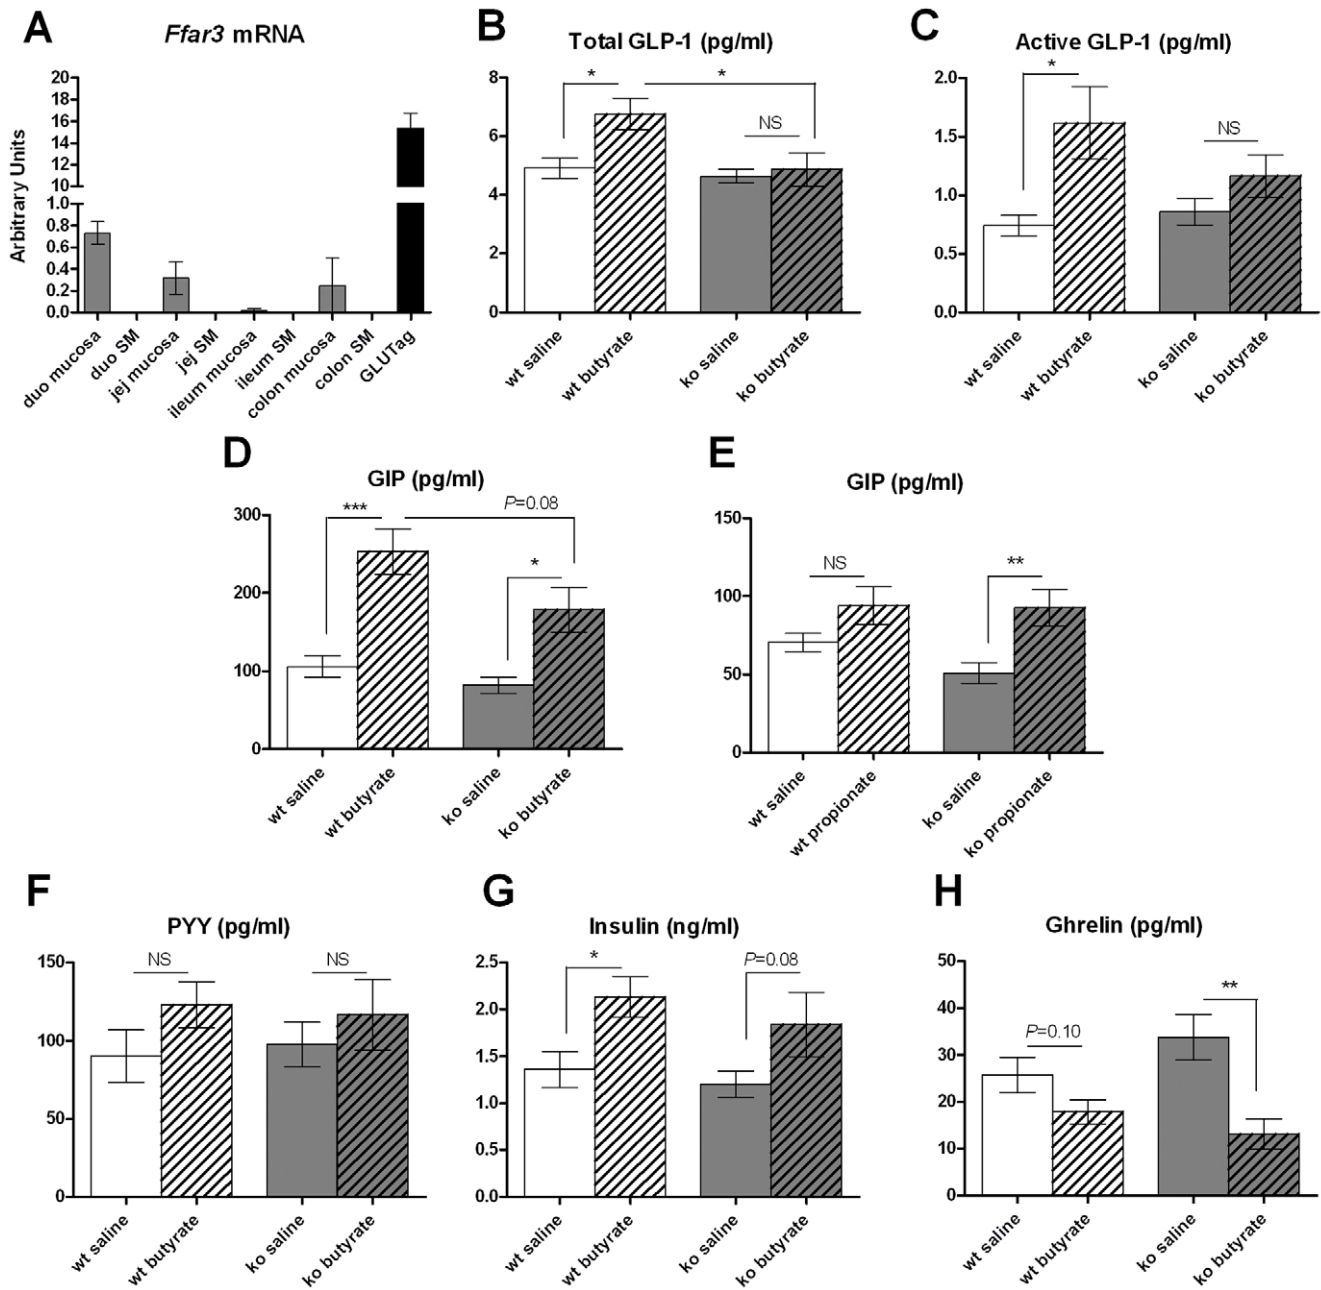 A
Ffar3 mRNA
Arbitrary Units
20
18
16
14
12
10
1.0
0.8
0.6
0.4
0.2
0.0
duo mucosa
duo SM
jej mucosa
jej SM
ileum mucosa
ileum SM
colon mucosa
colon SM
GLUTag
B
Total GLP-1 (pg/ml)
8
6
4
2
0
*
*
NS
wt saline
wt butyrate
ko saline
ko butyrate
C
Active GLP-1 (pg/ml)
2.0
1.5
1.0
0.5
0.0
*
NS
wt saline
wt butyrate
ko saline
ko butyrate
D
GIP (pg/ml)
300
200
100
0
***
P=0.08
*
wt saline
wt butyrate
ko saline
ko butyrate
E
GIP (pg/ml)
150
100
50
0
NS
**
wt saline
wt propionate
ko saline
ko propionate
F
PYY (pg/ml)
150
100
50
0
NS
NS
wt saline
wt butyrate
ko saline
ko butyrate
G
Insulin (ng/ml)
2.5
2.0
1.5
1.0
0.5
0.0
*
P=0.08
wt saline
wt butyrate
ko saline
ko butyrate
H
Ghrelin (pg/ml)
50
40
30
20
10
0
P=0.10
**
wt saline
wt butyrate
ko saline
ko butyrate